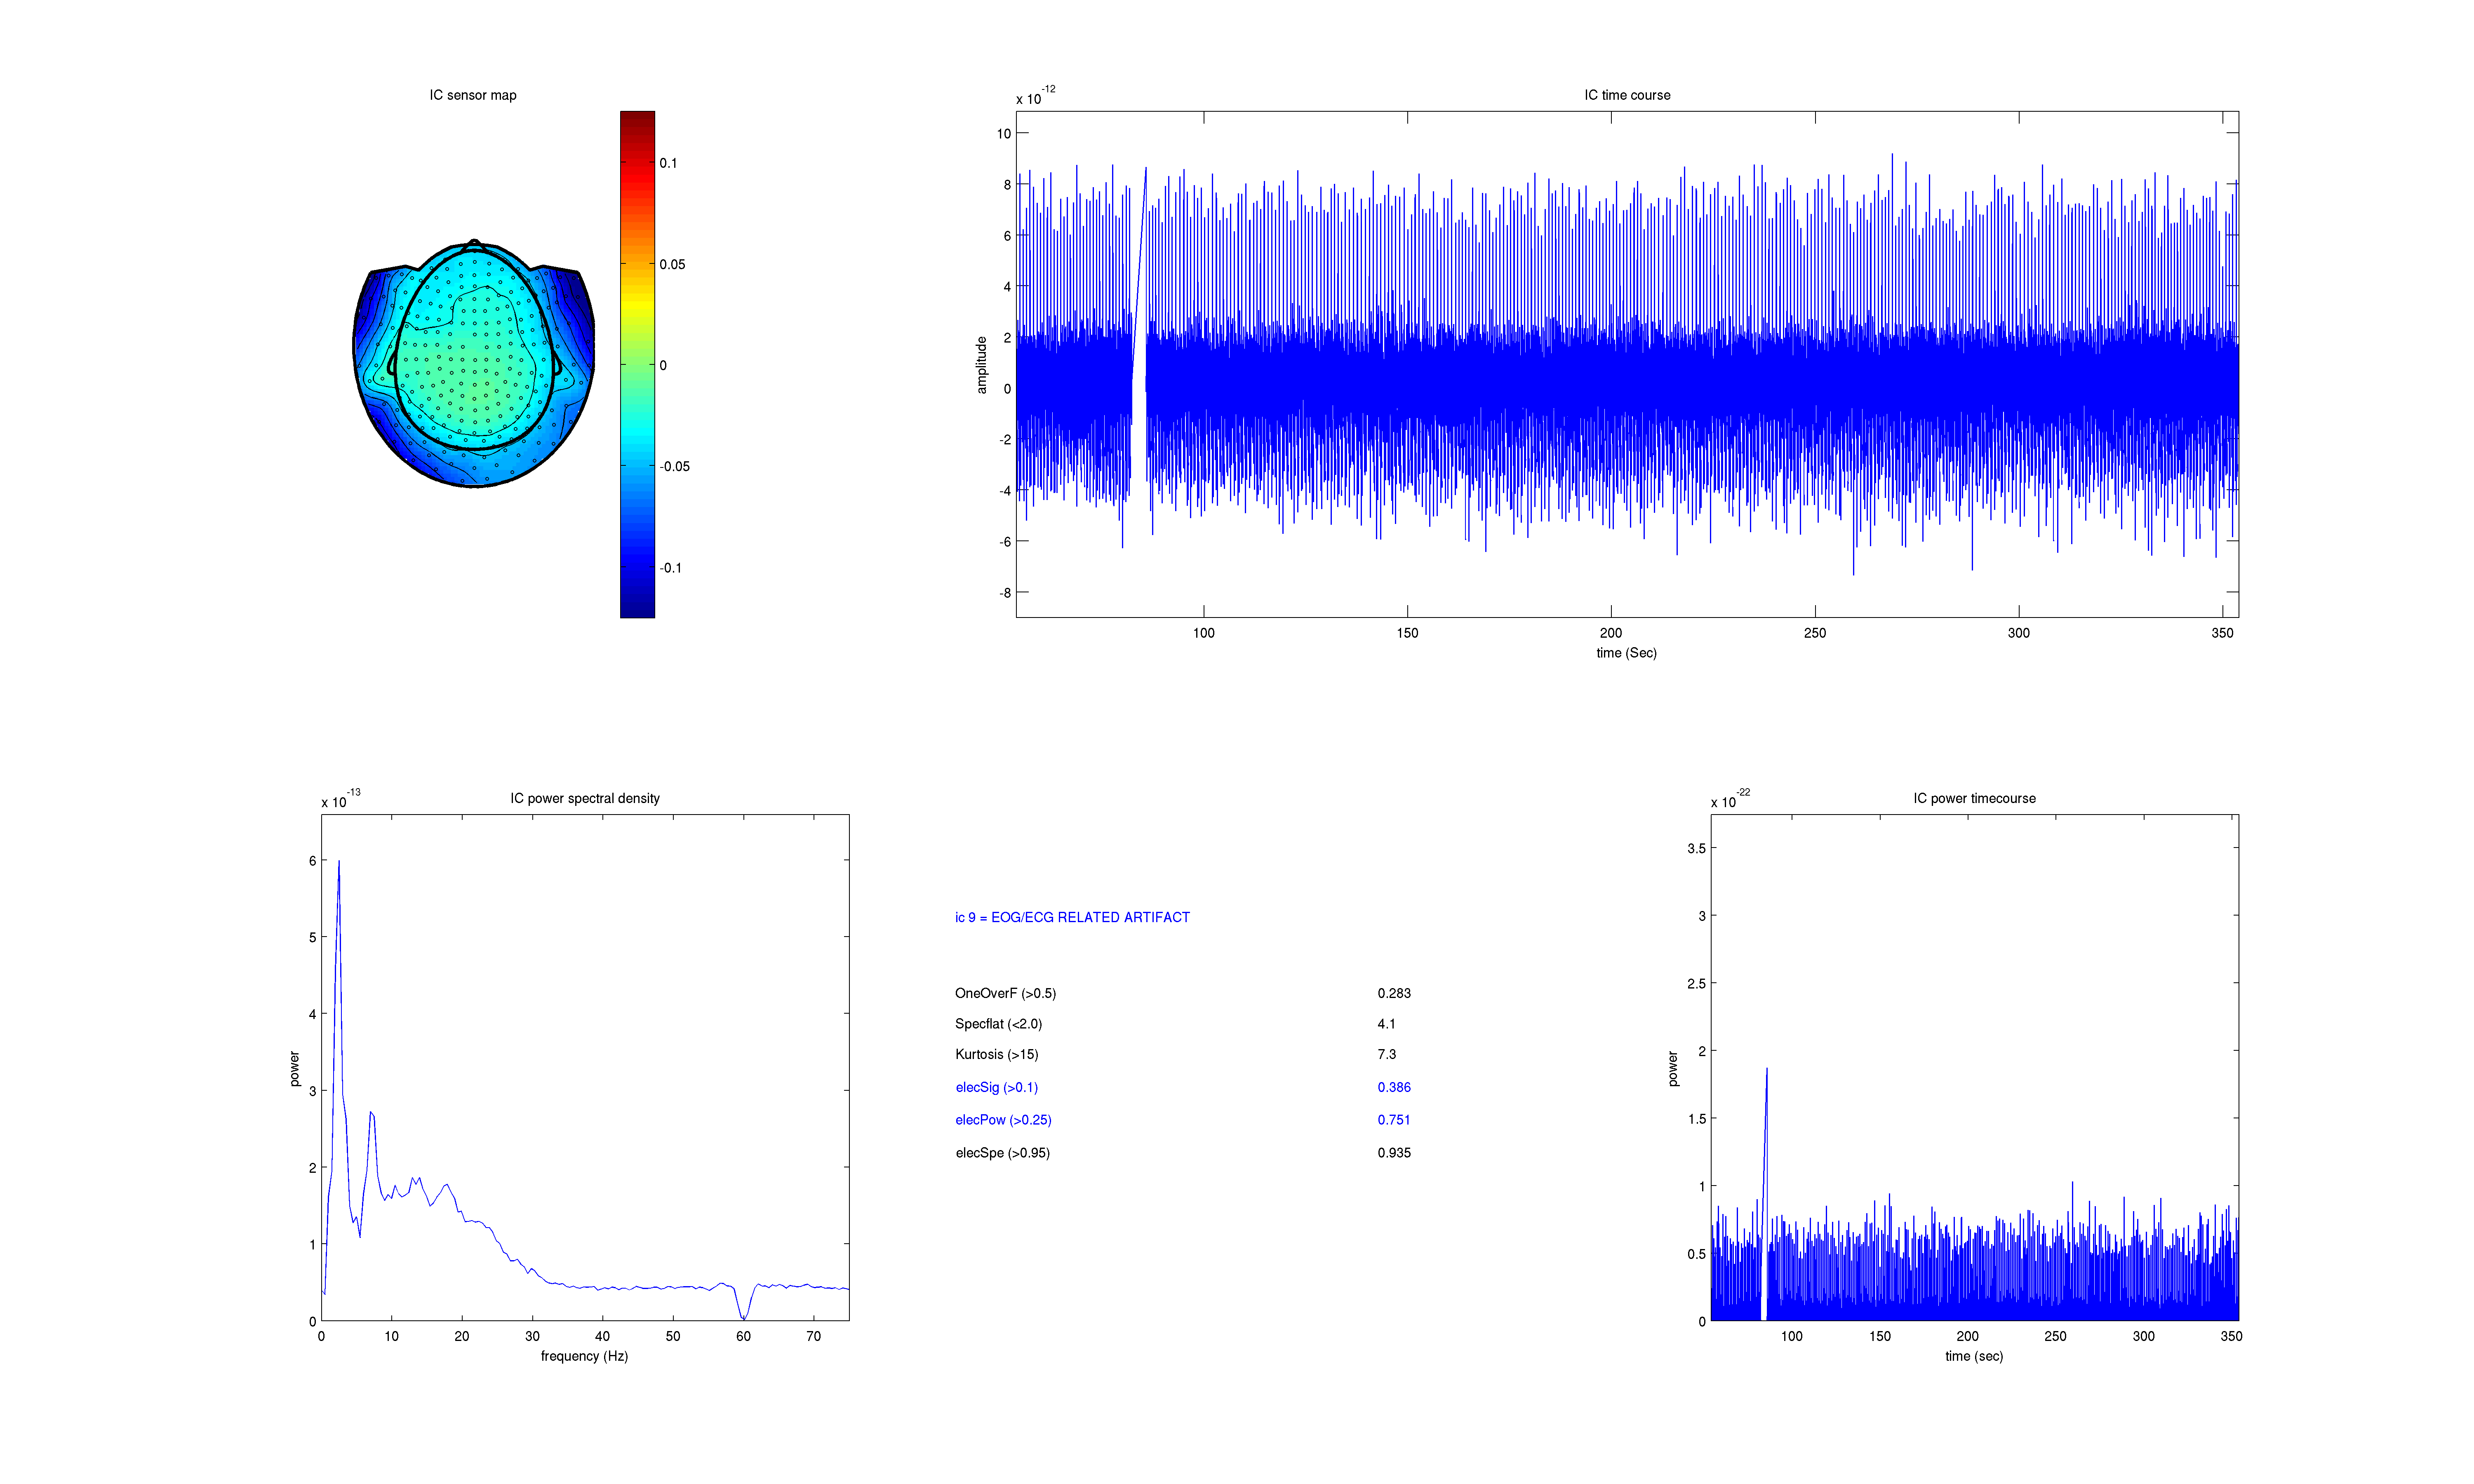 IC sensor map
0.1
0.05
0
-0.05
-0.1
IC time course
x 10^-12
10
8
6
4
2
0
-2
-4
-6
-8
amplitude
100 150 200 250 300 350
time (Sec)
IC power spectral density
x 10^-13
6
5
4
3
2
1
0
power
0 10 20 30 40 50 60 70
frequency (Hz)
ic 9 = EOG/ECG RELATED ARTIFACT
OneOverF (>0.5) 0.283
Specflat (<2.0) 4.1
Kurtosis (>15) 7.3
elecSig (>0.1) 0.386
elecPow (>0.25) 0.751
elecSpe (>0.95) 0.935
IC power timecourse
x 10^-22
3.5
3
2.5
2
1.5
1
0.5
0
power
100 150 200 250 300 350
time (sec)